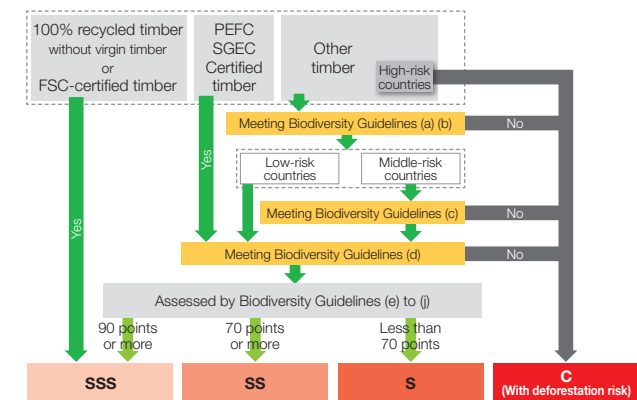 100% recycled timber
without virgin timber
or
FSC-certified timber
PEFC
SGEC
Certified
timber
Other
timber
High-risk
countries
Meeting Biodiversity Guidelines (a) (b)
No
Yes
Low-risk
countries
Middle-risk
countries
Meeting Biodiversity Guidelines (c)
No
Yes
Meeting Biodiversity Guidelines (d)
No
Assessed by Biodiversity Guidelines (e) to (j)
90 points
or more
70 points
or more
Less than
70 points
SSS
SS
S
C
(With deforestation risk)